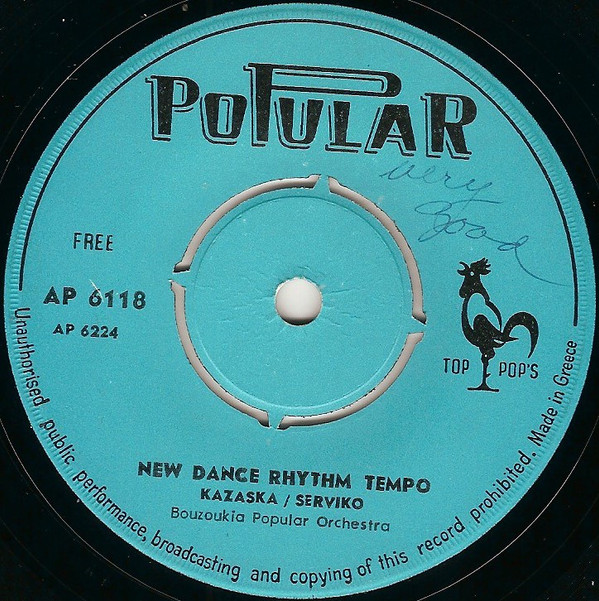 POPULAR
very
good
FREE
AP 6118
AP 6224
TOP POP'S
NEW DANCE RHYTHM TEMPO
KAZASKA / SERVIKO
Bouzoukia Popular Orchestra
Unauthorised public performance, broadcasting and copying of this record prohibited. Made in Greece